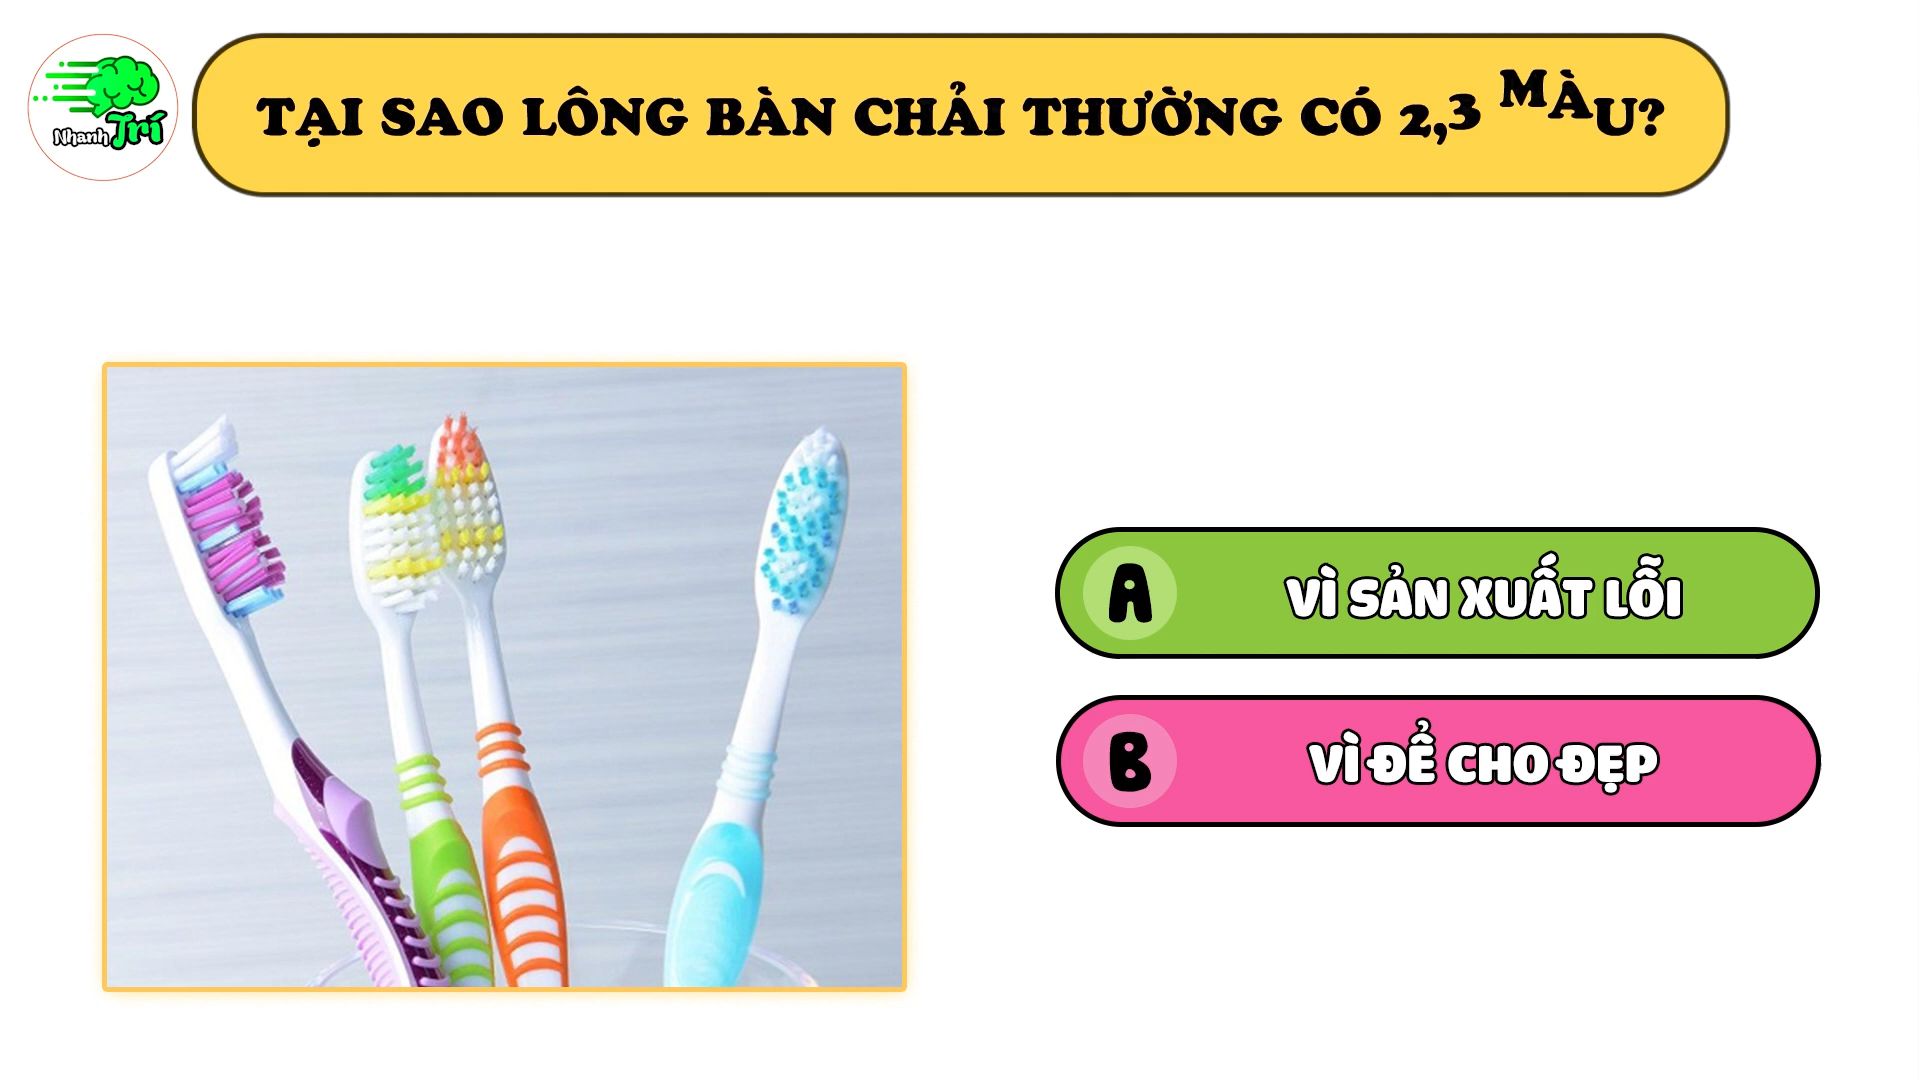 Nhanh Trí
TẠI SAO LÔNG BÀN CHẢI THƯỜNG CÓ 2,3 MÀU?
A VÌ SẢN XUẤT LỖI
B VÌ ĐỂ CHO ĐẸP